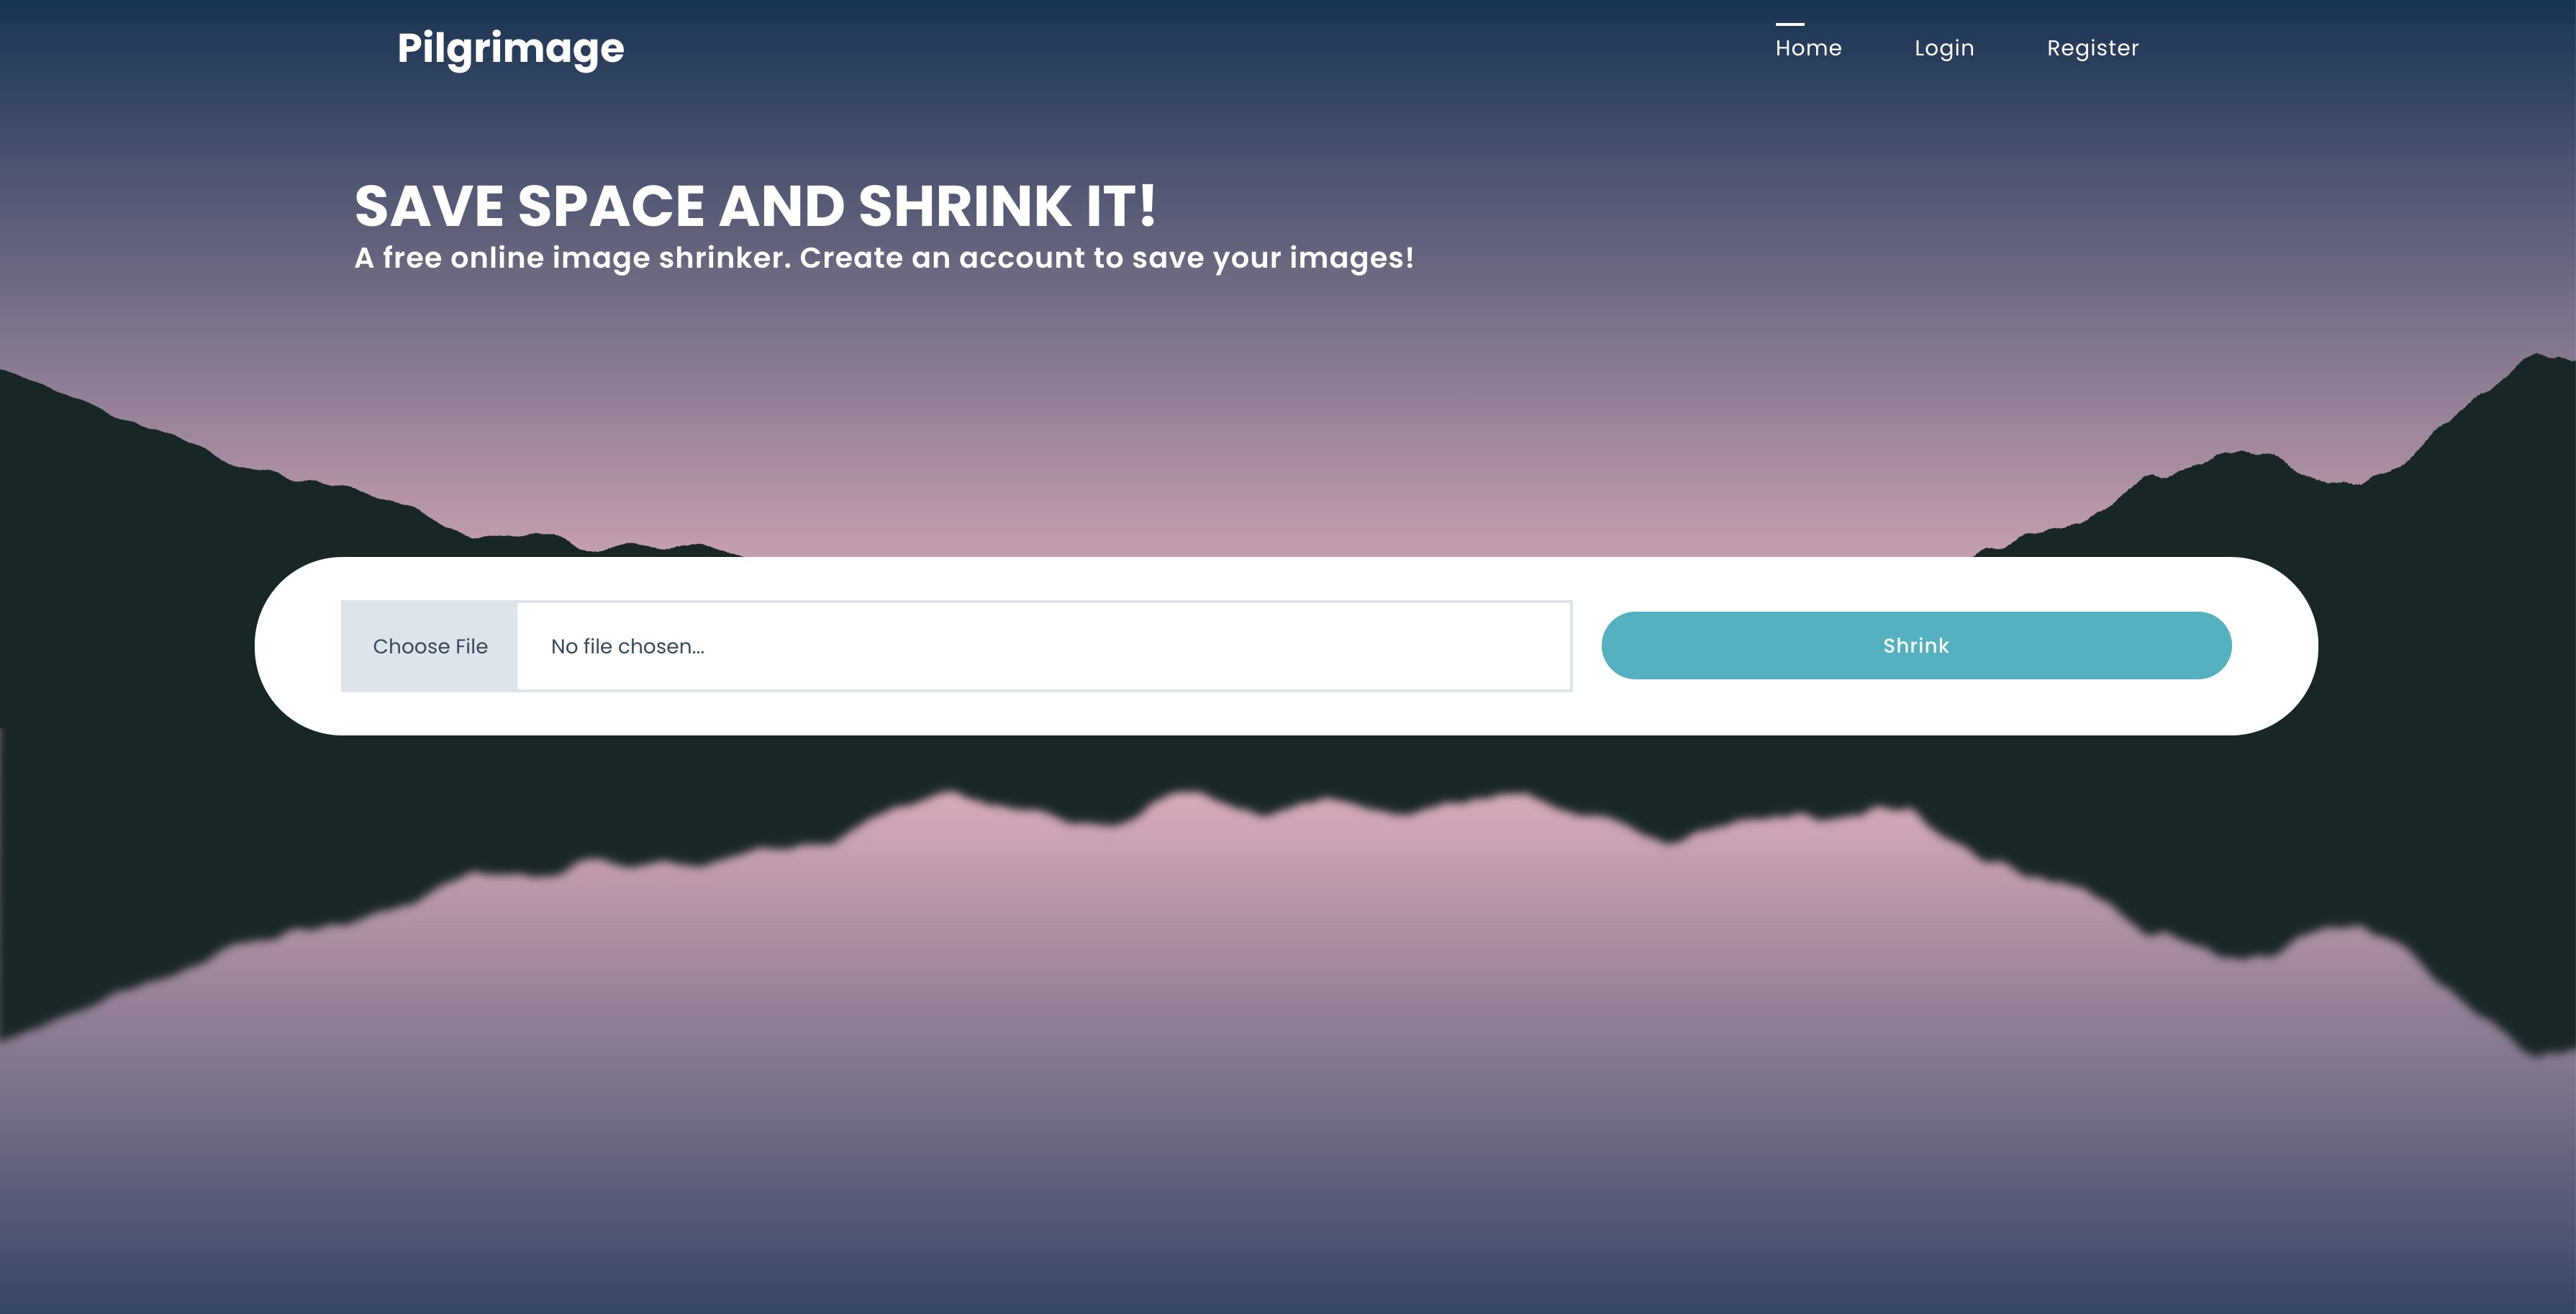 Pilgrimage
Home Login Register
SAVE SPACE AND SHRINK IT!
A free online image shrinker. Create an account to save your images!
Choose File No file chosen... Shrink